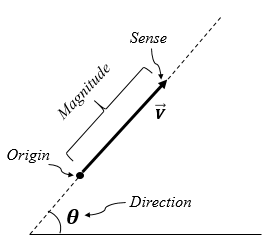 Sense
Magnitude
v⃗
Origin
θ
Direction